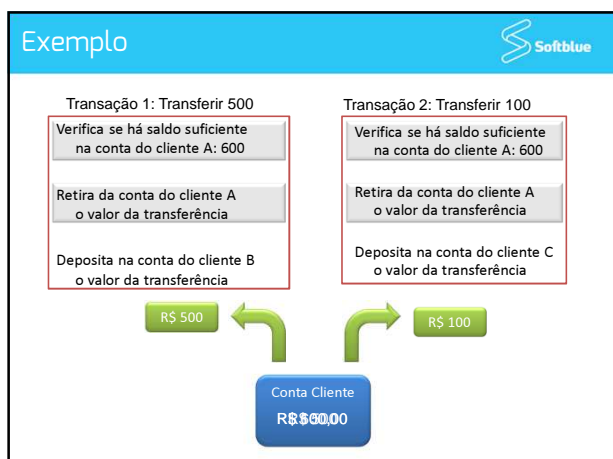 Exemplo
Softblue
Transação 1: Transferir 500
Verifica se há saldo suficiente
na conta do cliente A: 600
Retira da conta do cliente A
o valor da transferência
Deposita na conta do cliente B
o valor da transferência
Transação 2: Transferir 100
Verifica se há saldo suficiente
na conta do cliente A: 600
Retira da conta do cliente A
o valor da transferência
Deposita na conta do cliente C
o valor da transferência
R$ 500
R$ 100
Conta Cliente